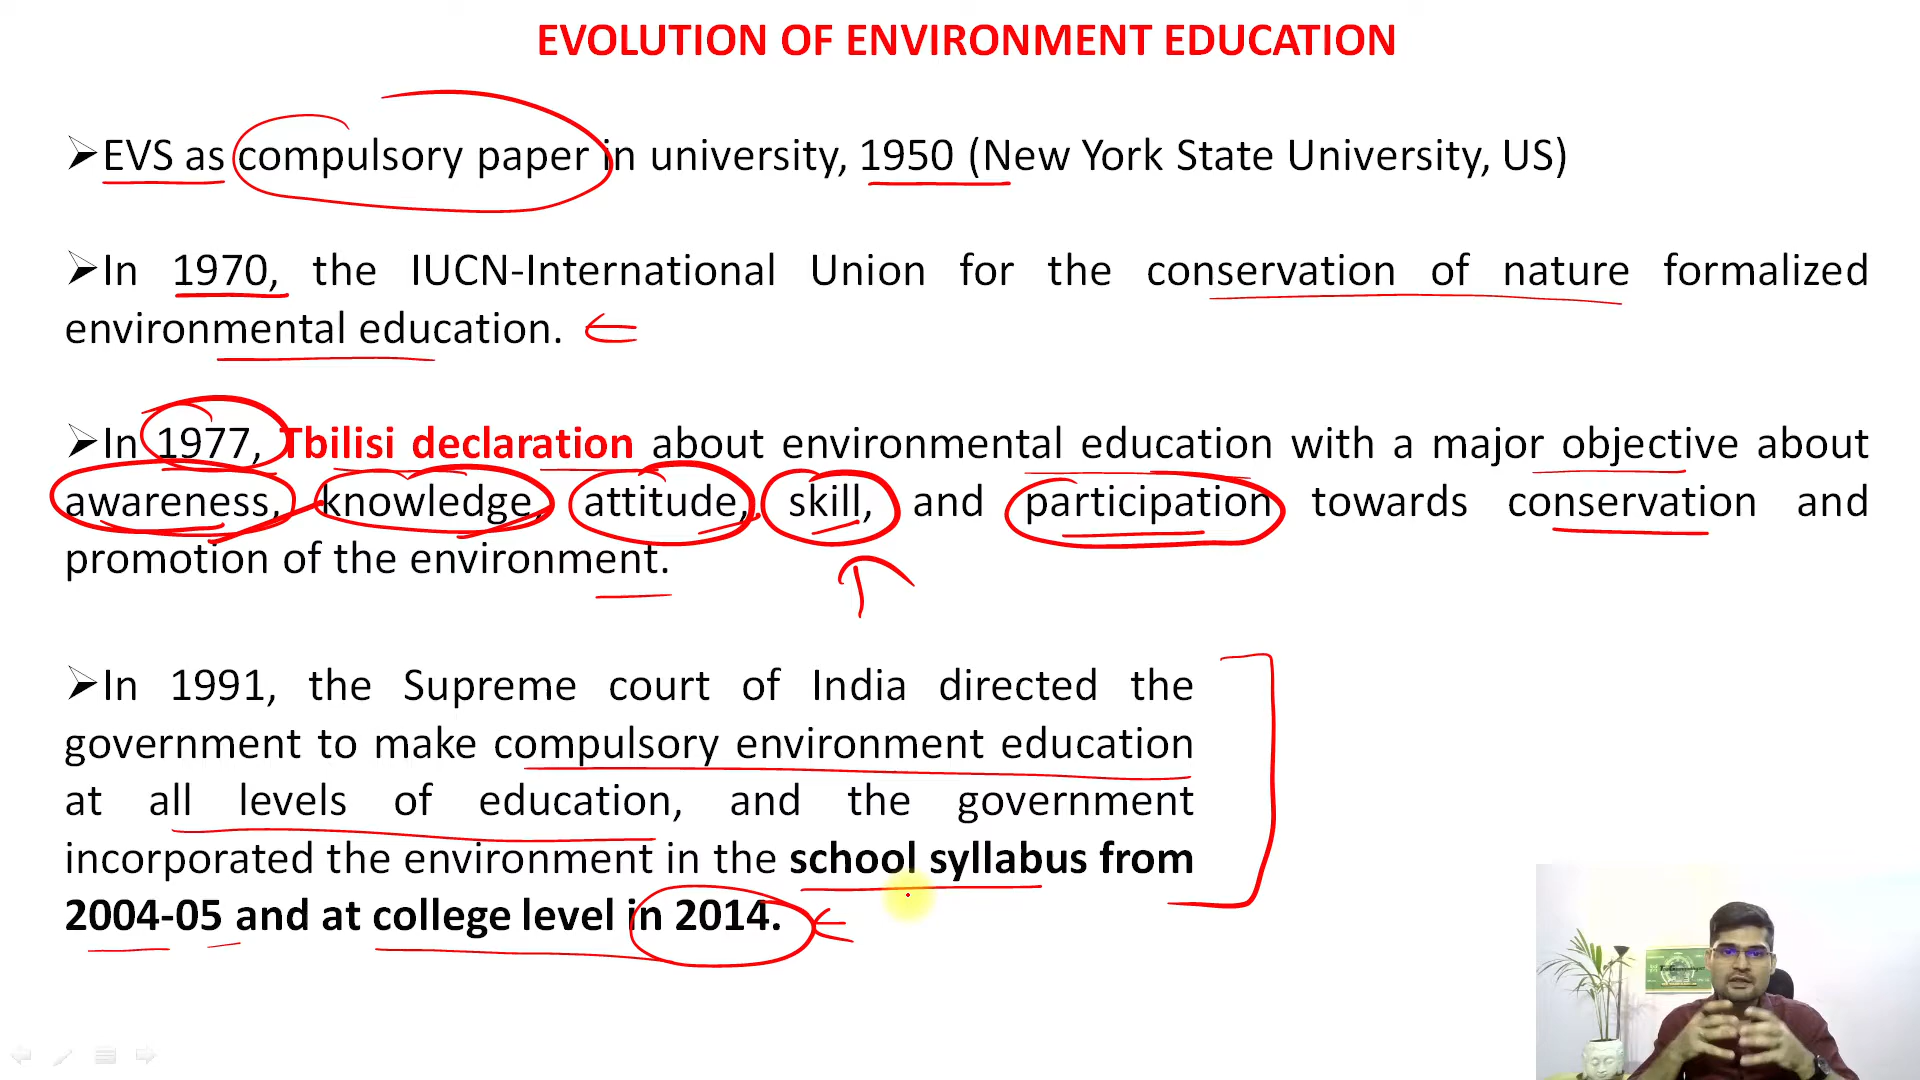 EVOLUTION OF ENVIRONMENT EDUCATION
➢EVS as compulsory paper in university, 1950 (New York State University, US)
➢In 1970, the IUCN-International Union for the conservation of nature formalized
environmental education.
➢In 1977, Tbilisi declaration about environmental education with a major objective about
awareness, knowledge, attitude, skill, and participation towards conservation and
promotion of the environment.
➢In 1991, the Supreme court of India directed the
government to make compulsory environment education
at all levels of education, and the government
incorporated the environment in the school syllabus from
2004-05 and at college level in 2014.